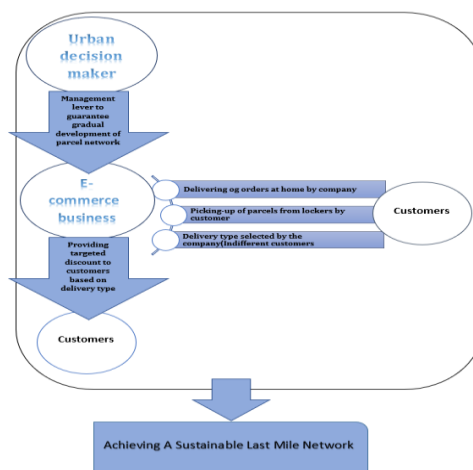 Urban
decision
maker
Management
lever to
guarantee
gradual
development of
parcel network
E-
commerce
business
Delivering og orders at home by company
Picking-up of parcels from lockers by
customer
Delivery type selected by the
company(Indifferent customers
Customers
Providing
targeted
discount to
customers
based on
delivery type
Customers
Achieving A Sustainable Last Mile Network